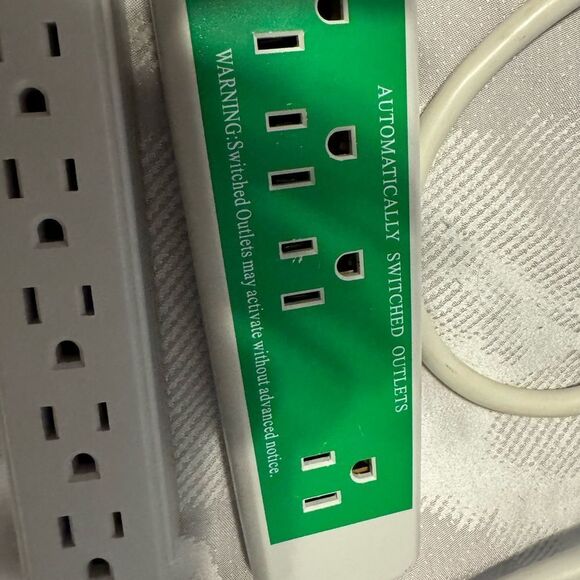 AUTOMATICALLY SWITCHED OUTLETS
WARNING:Switched Outlets may activate without advanced notice.